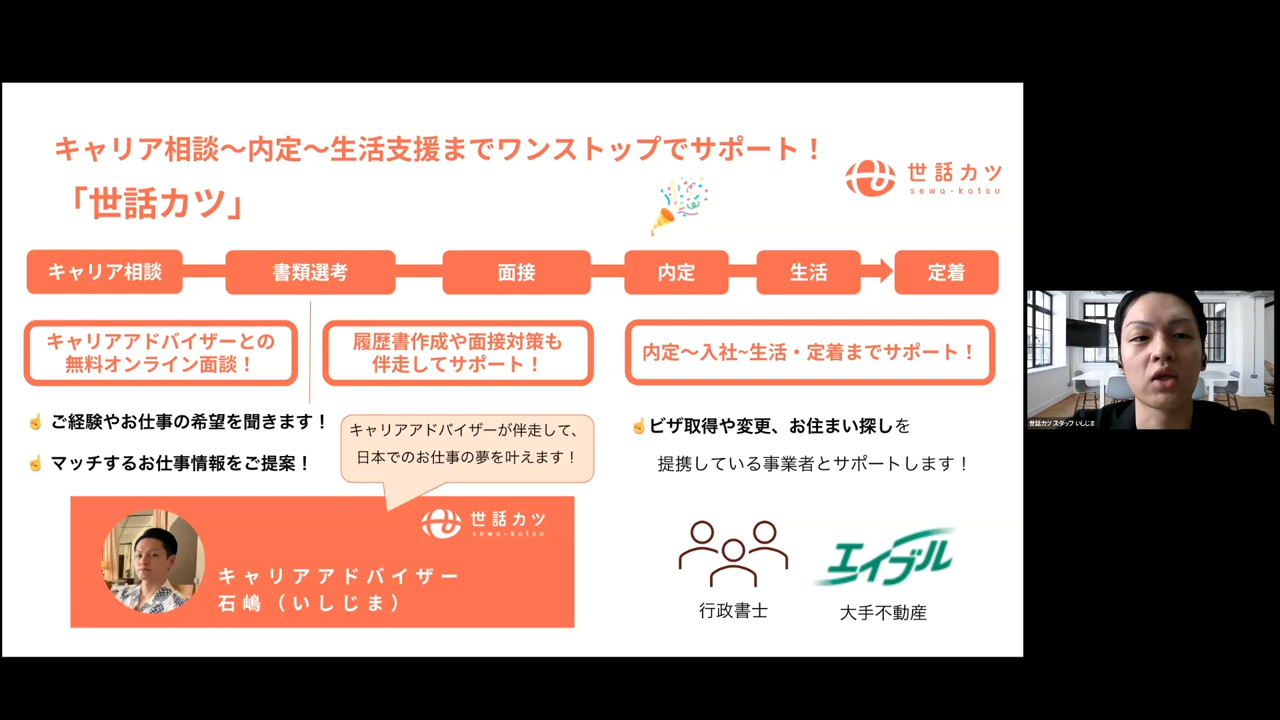 キャリア相談～内定～生活支援までワンストップでサポート！
「世話カツ」
世話カツ
sewa-katsu
キャリア相談
書類選考
面接
内定
生活
定着
キャリアアドバイザーとの
無料オンライン面談！
履歴書作成や面接対策も
伴走してサポート！
内定～入社~生活・定着までサポート！
☝ご経験やお仕事の希望を聞きます！
☝マッチするお仕事情報をご提案！
キャリアアドバイザーが伴走して、
日本でのお仕事の夢を叶えます！
☝ビザ取得や変更、お住まい探しを
提携している事業者とサポートします！
世話カツ
sewa-katsu
キャリアアドバイザー
石嶋（いしじま）
行政書士
エイブル
大手不動産
世話カツ スタッフ いしじま